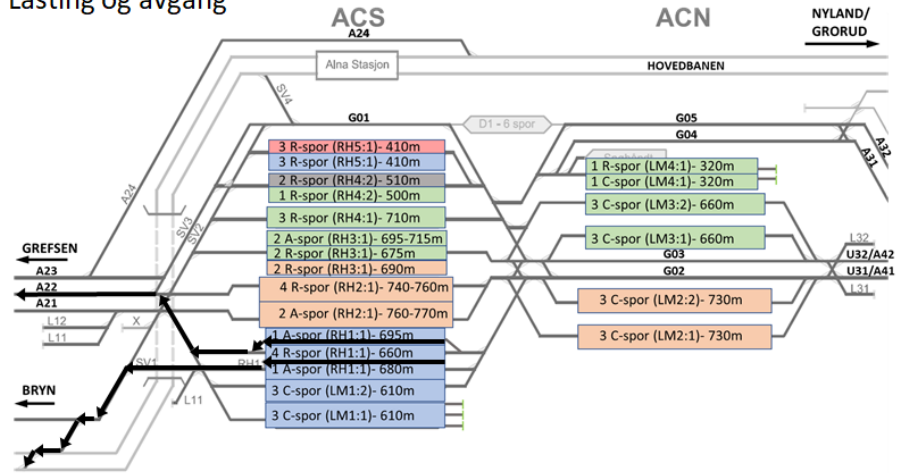 Lasting og avgang
ACS
ACN
NYLAND/
GRORUD
A24
Alna Stasjon
HOVEDBANEN
SV4
G01
D1 - 6 spor
G05
G04
A32
A31
3 R-spor (RH5:1)- 410m
3 R-spor (RH5:1)- 410m
2 R-spor (RH4:2)- 510m
1 R-spor (RH4:2)- 500m
3 R-spor (RH4:1)- 710m
2 A-spor (RH3:1)- 695-715m
2 R-spor (RH3:1)- 675m
2 R-spor (RH3:1)- 690m
4 R-spor (RH2:1)- 740-760m
2 A-spor (RH2:1)- 760-770m
1 A-spor (RH1:1)- 695m
4 R-spor (RH1:1)- 660m
1 A-spor (RH1:1)- 680m
3 C-spor (LM1:2)- 610m
3 C-spor (LM1:1)- 610m
1 R-spor (LM4:1)- 320m
1 C-spor (LM4:1)- 320m
3 C-spor (LM3:2)- 660m
3 C-spor (LM3:1)- 660m
G03
G02
3 C-spor (LM2:2)- 730m
3 C-spor (LM2:1)- 730m
L32
U32/A42
U31/A41
L31
A24
SV3
SV2
GREFSEN
A23
A22
A21
L12
L11
X
SV1
RH1
L11
BRYN